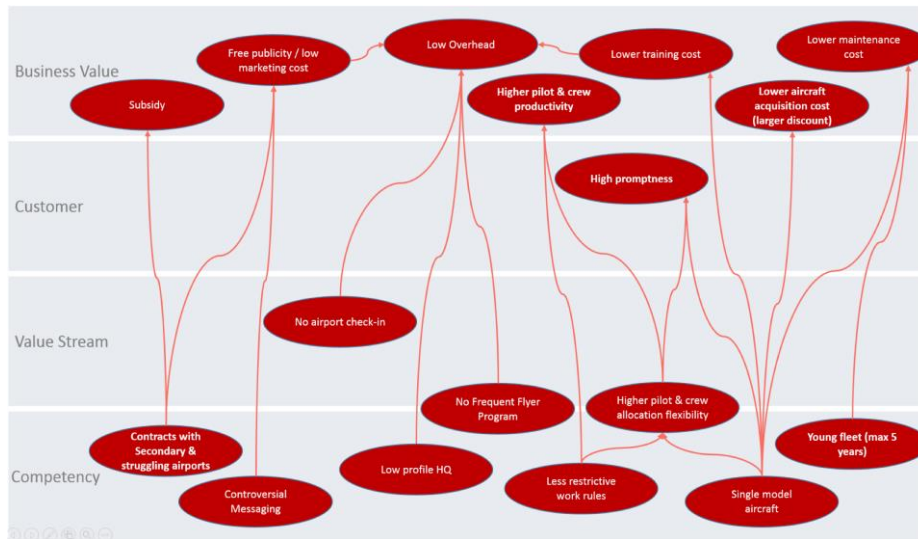 Business Value
Free publicity / low
marketing cost
Low Overhead
Lower training cost
Lower maintenance
cost
Subsidy
Higher pilot & crew
productivity
Lower aircraft
acquisition cost
(larger discount)
Customer
High promptness
Value Stream
No airport check-in
No Frequent Flyer
Program
Higher pilot & crew
allocation flexibility
Competency
Contracts with
Secondary &
struggling airports
Controversial
Messaging
Low profile HQ
Less restrictive
work rules
Single model
aircraft
Young fleet (max 5
years)